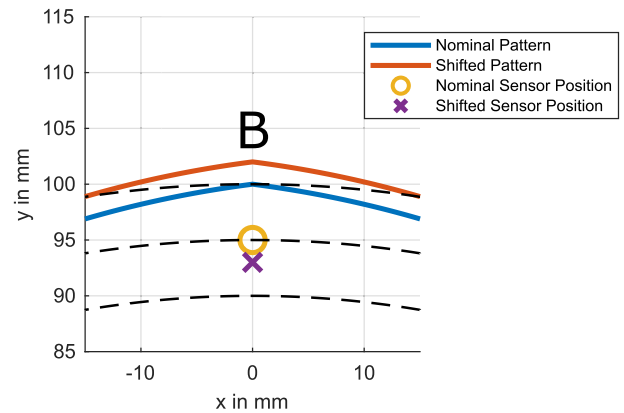 115
Nominal Pattern
Shifted Pattern
Nominal Sensor Position
Shifted Sensor Position
110
105
B
100
y in mm
95
90
85
-10 0 10
x in mm